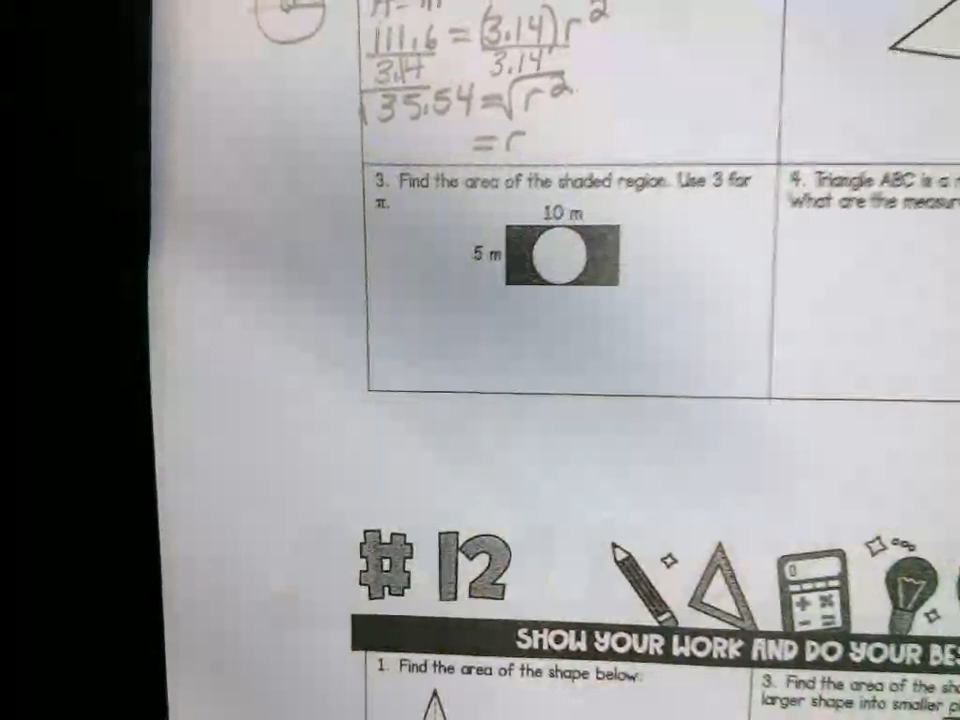 111.6 = (3.14)r²
3.14 3.14
√35.54 = √r²
= r
3. Find the area of the shaded region. Use 3 for
π.
10 m
5 m
4. Triangle ABC is a
What are the
# 12
SHOW YOUR WORK AND DO YOUR
1. Find the area of the shape below.
3. Find the area of the
larger shape into smaller